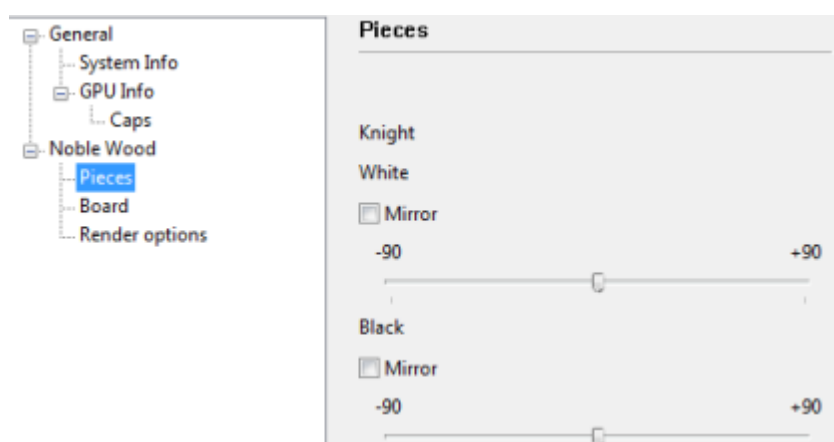 General
System Info
GPU Info
Caps
Noble Wood
Pieces
Board
Render options
Pieces
Knight
White
Mirror
-90 +90
Black
Mirror
-90 +90